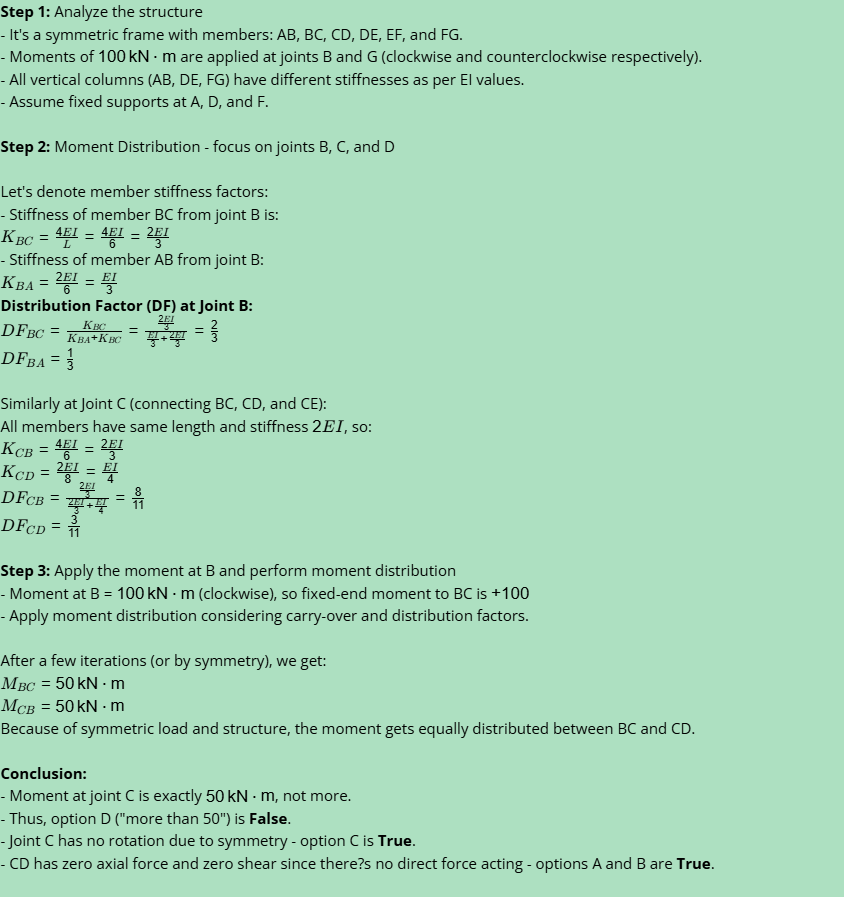 Step 1: Analyze the structure
- It's a symmetric frame with members: AB, BC, CD, DE, EF, and FG.
- Moments of 100 kN · m are applied at joints B and G (clockwise and counterclockwise respectively).
- All vertical columns (AB, DE, FG) have different stiffnesses as per EI values.
- Assume fixed supports at A, D, and F.
Step 2: Moment Distribution - focus on joints B, C, and D
Let's denote member stiffness factors:
- Stiffness of member BC from joint B is:
$K_{BC} = \frac{4EI}{L} = \frac{4EI}{6} = \frac{2EI}{3}$
- Stiffness of member AB from joint B:
$K_{BA} = \frac{2EI}{6} = \frac{EI}{3}$
Distribution Factor (DF) at Joint B:
$DF_{BC} = \frac{K_{BC}}{K_{BA}+K_{BC}} = \frac{\frac{2EI}{3}}{\frac{EI}{3}+\frac{2EI}{3}} = \frac{2}{3}$
$DF_{BA} = \frac{1}{3}$
Similarly at Joint C (connecting BC, CD, and CE):
All members have same length and stiffness $2EI$, so:
$K_{CB} = \frac{4EI}{6} = \frac{2EI}{3}$
$K_{CD} = \frac{2EI}{8} = \frac{EI}{4}$
$DF_{CB} = \frac{\frac{2EI}{3}}{\frac{2EI}{3}+\frac{EI}{4}} = \frac{8}{11}$
$DF_{CD} = \frac{3}{11}$
Step 3: Apply the moment at B and perform moment distribution
- Moment at B = 100 kN · m (clockwise), so fixed-end moment to BC is +100
- Apply moment distribution considering carry-over and distribution factors.
After a few iterations (or by symmetry), we get:
$M_{BC}$ = 50 kN · m
$M_{CB}$ = 50 kN · m
Because of symmetric load and structure, the moment gets equally distributed between BC and CD.
Conclusion:
- Moment at joint C is exactly 50 kN · m, not more.
- Thus, option D ("more than 50") is False.
- Joint C has no rotation due to symmetry - option C is True.
- CD has zero axial force and zero shear since there?s no direct force acting - options A and B are True.